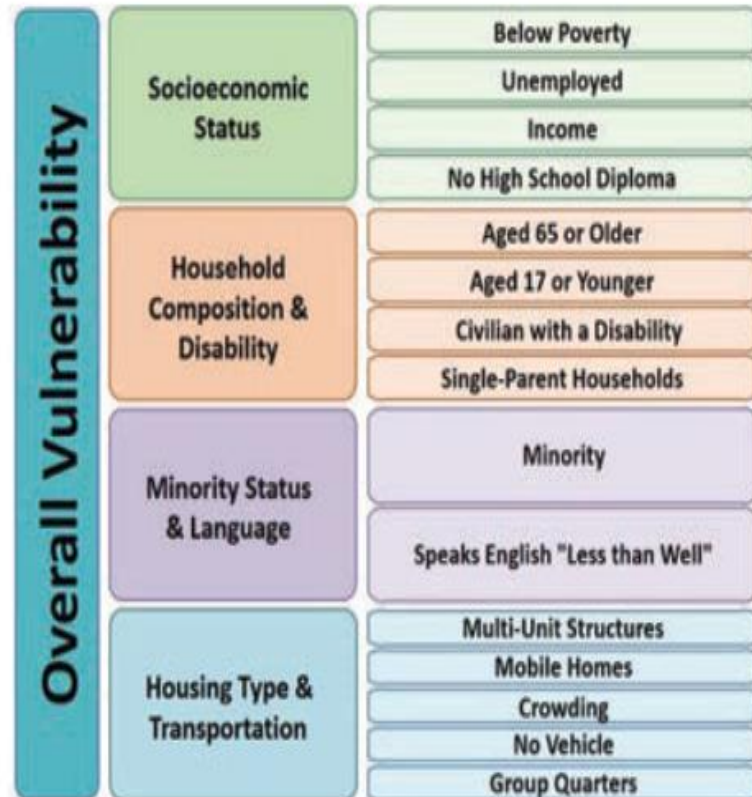 Overall Vulnerability
Socioeconomic
Status
Below Poverty
Unemployed
Income
No High School Diploma
Household
Composition &
Disability
Aged 65 or Older
Aged 17 or Younger
Civilian with a Disability
Single-Parent Households
Minority Status
& Language
Minority
Speaks English "Less than Well"
Housing Type &
Transportation
Multi-Unit Structures
Mobile Homes
Crowding
No Vehicle
Group Quarters